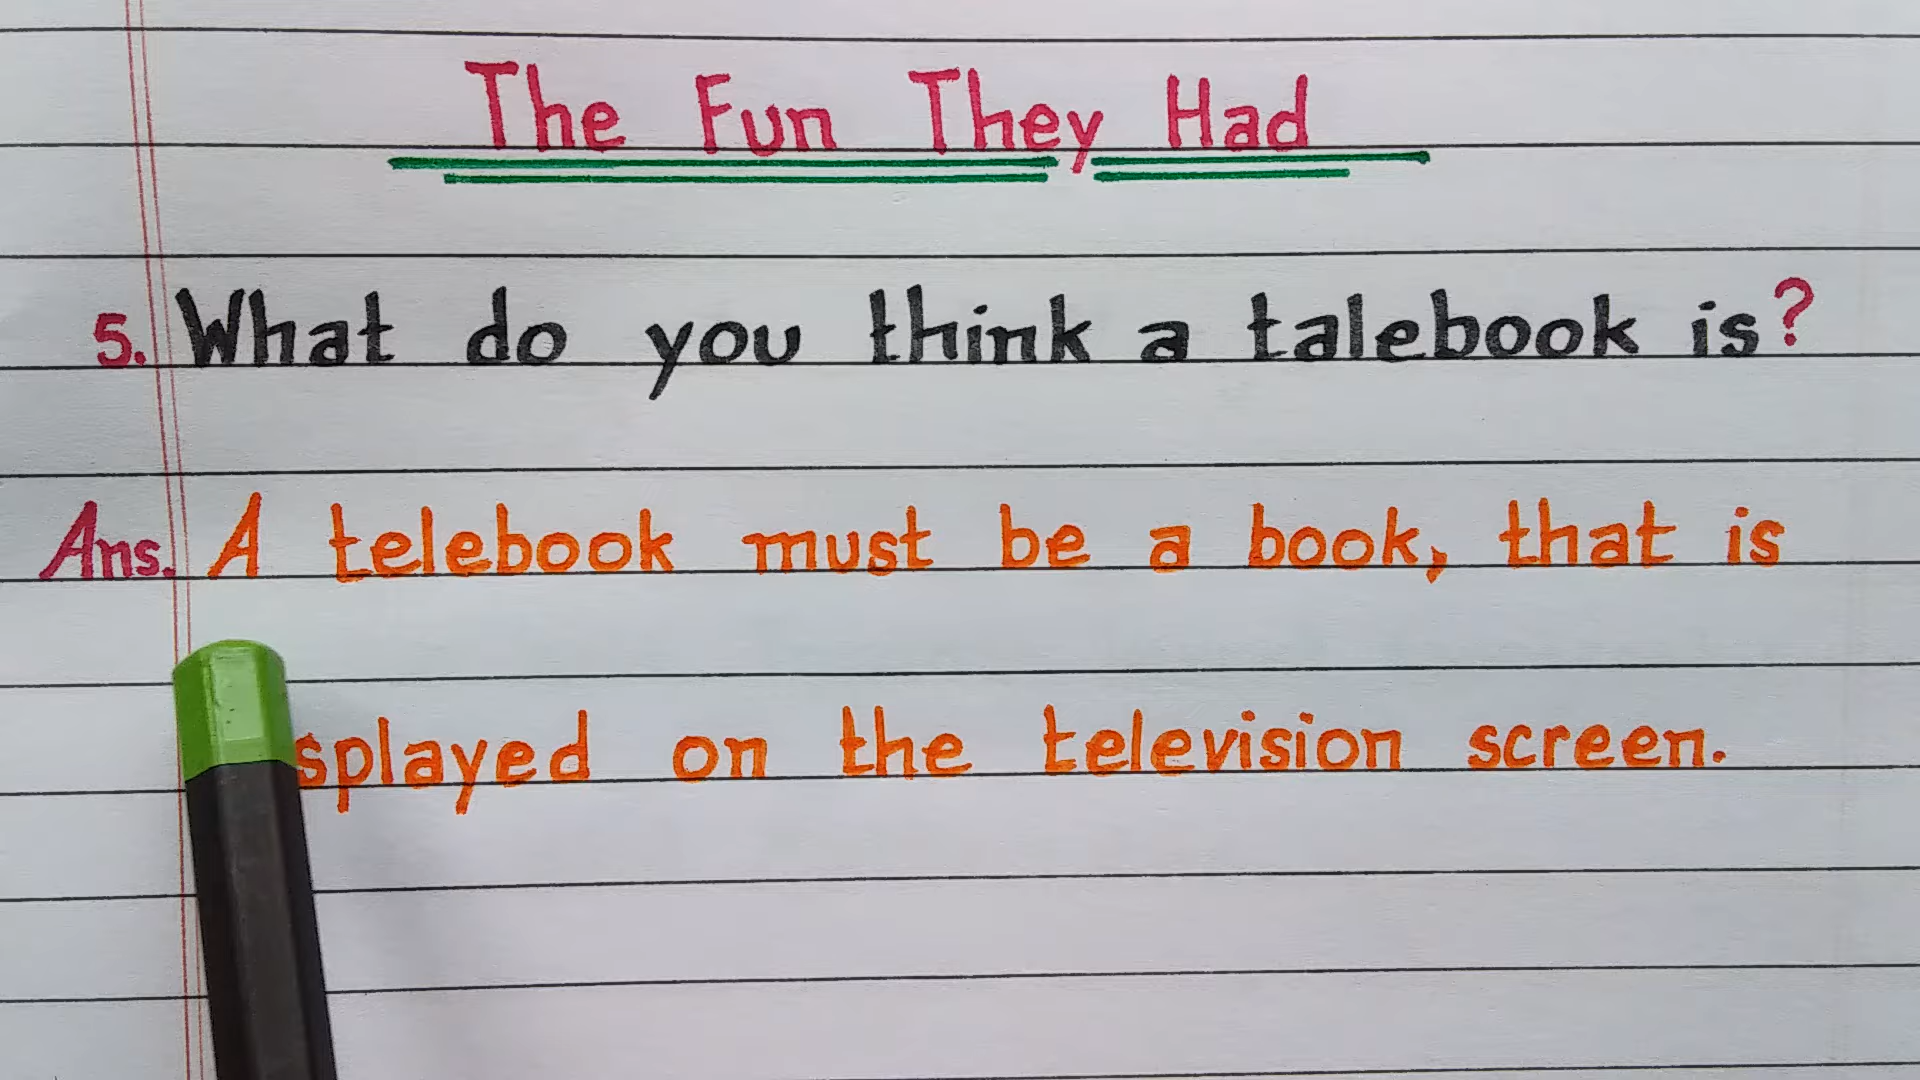 The Fun They Had
5. What do you think a talebook is?
Ans. A telebook must be a book, that is
splayed on the television screen.